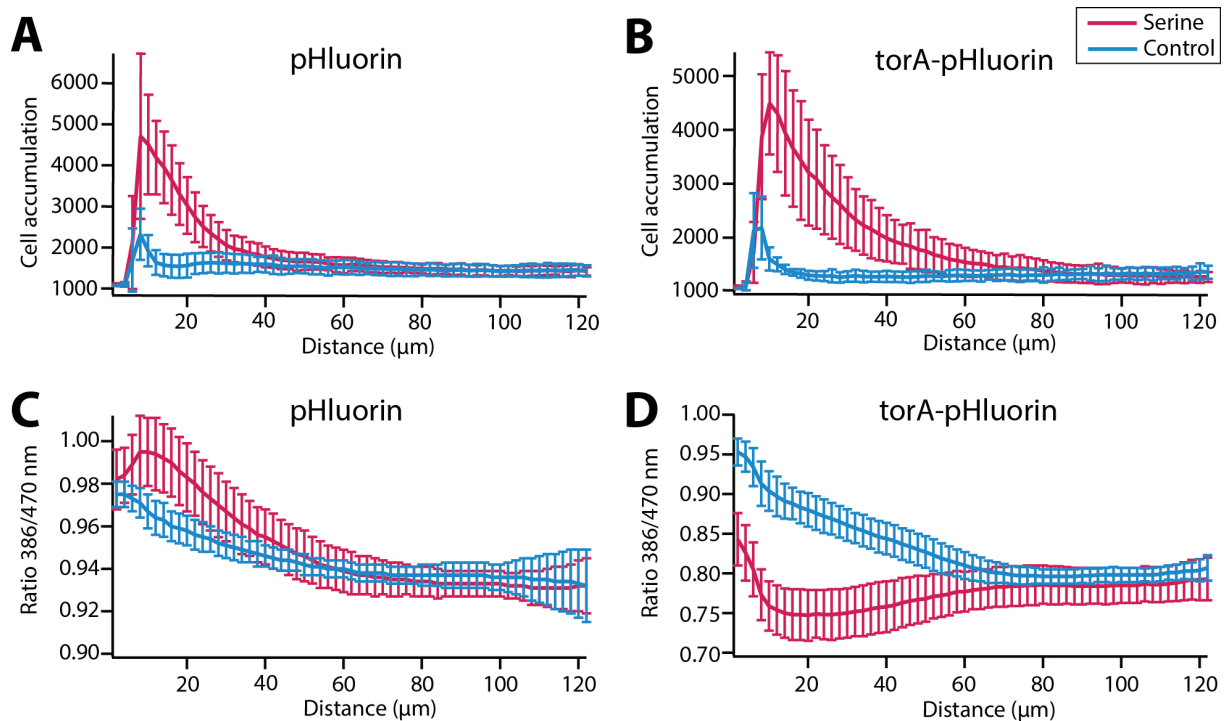 A
pHluorin
Cell accumulation
6000
5000
4000
3000
2000
1000
20 40 60 80 100 120
Distance (µm)
B
torA-pHluorin
Serine
Control
Cell accumulation
5000
4000
3000
2000
1000
20 40 60 80 100 120
Distance (µm)
C
pHluorin
Ratio 386/470 nm
1.00
0.98
0.96
0.94
0.92
0.90
20 40 60 80 100 120
Distance (µm)
D
torA-pHluorin
Ratio 386/470 nm
1.00
0.95
0.90
0.85
0.80
0.75
0.70
20 40 60 80 100 120
Distance (µm)